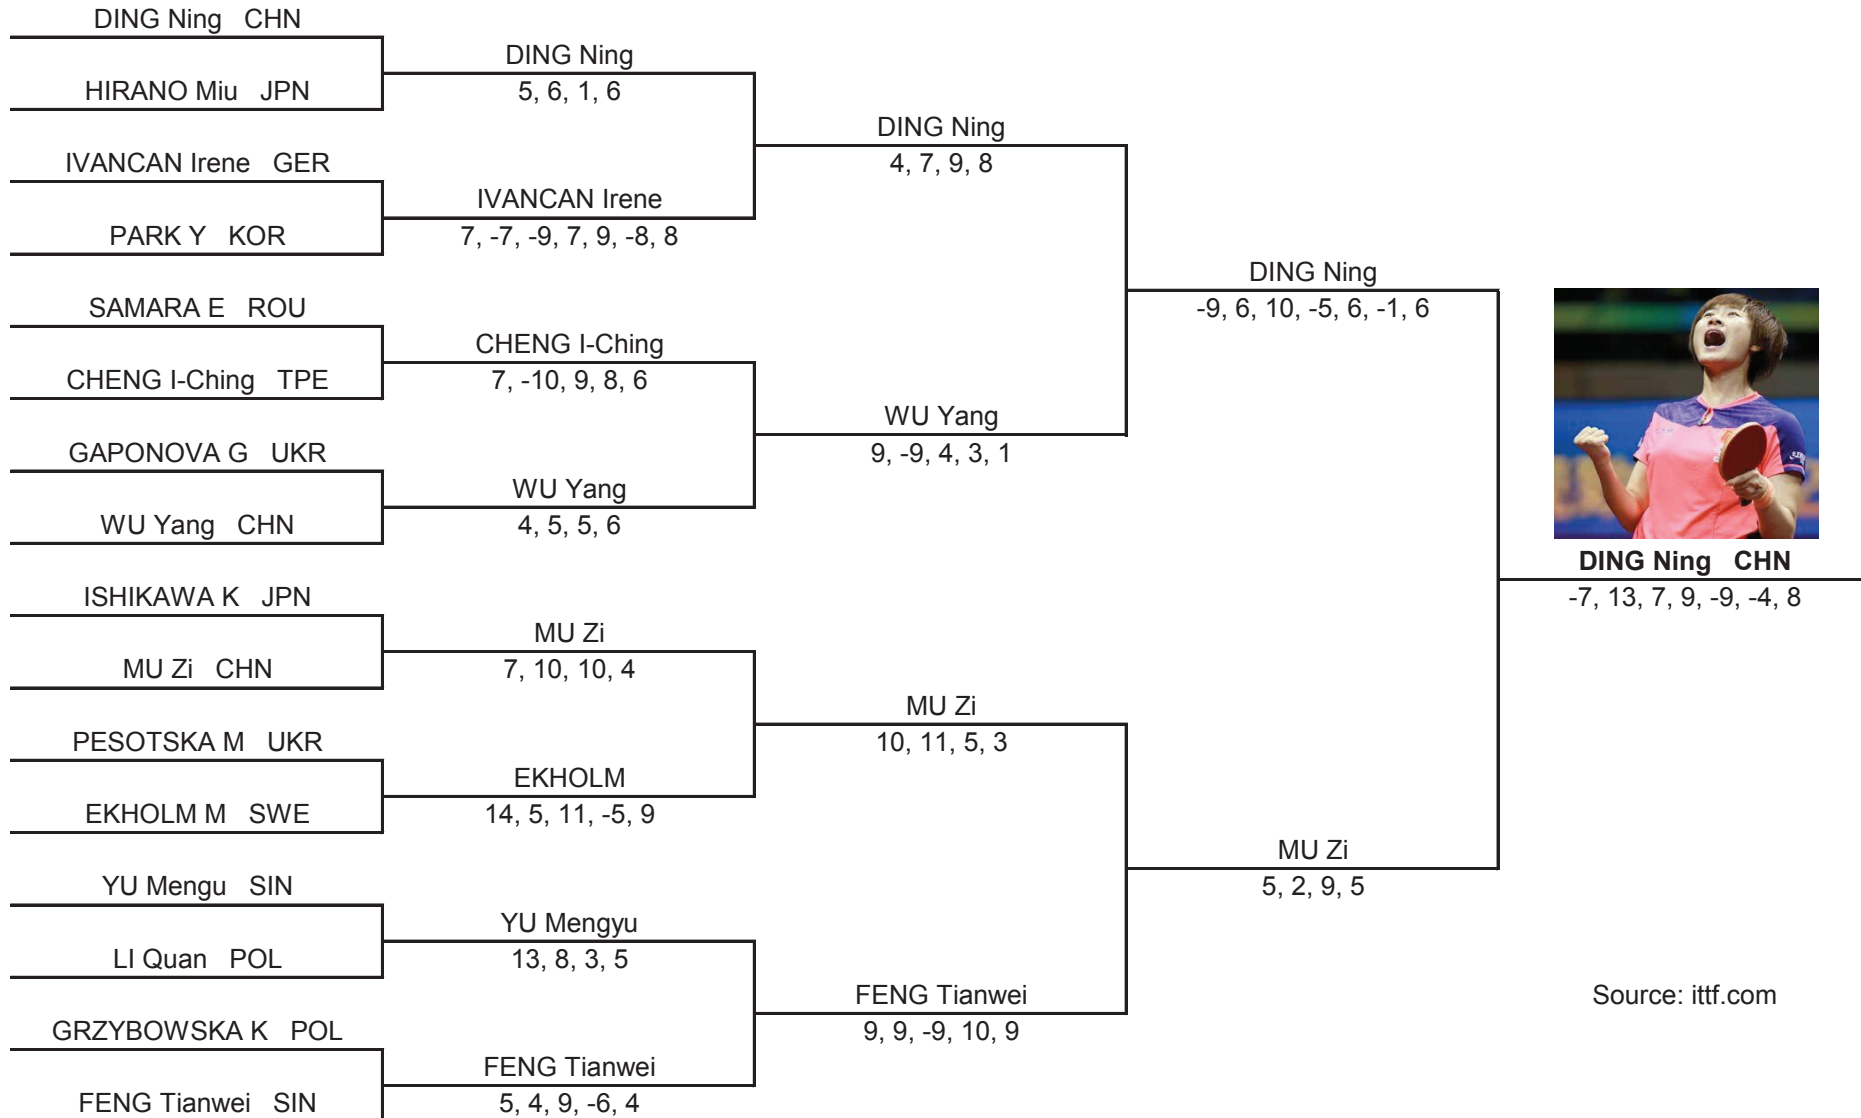 DING Ning CHN
HIRANO Miu JPN
IVANCAN Irene GER
PARK Y KOR
SAMARA E ROU
CHENG I-Ching TPE
GAPONOVA G UKR
WU Yang CHN
ISHIKAWA K JPN
MU Zi CHN
PESOTSKA M UKR
EKHOLM M SWE
YU Mengu SIN
LI Quan POL
GRZYBOWSKA K POL
FENG Tianwei SIN
DING Ning
5, 6, 1, 6
IVANCAN Irene
7, -7, -9, 7, 9, -8, 8
CHENG I-Ching
7, -10, 9, 8, 6
WU Yang
4, 5, 5, 6
MU Zi
7, 10, 10, 4
EKHOLM
14, 5, 11, -5, 9
YU Mengyu
13, 8, 3, 5
FENG Tianwei
5, 4, 9, -6, 4
DING Ning
4, 7, 9, 8
WU Yang
9, -9, 4, 3, 1
MU Zi
10, 11, 5, 3
FENG Tianwei
9, 9, -9, 10, 9
DING Ning
-9, 6, 10, -5, 6, -1, 6
MU Zi
5, 2, 9, 5
DING Ning CHN
-7, 13, 7, 9, -9, -4, 8
Source: ittf.com